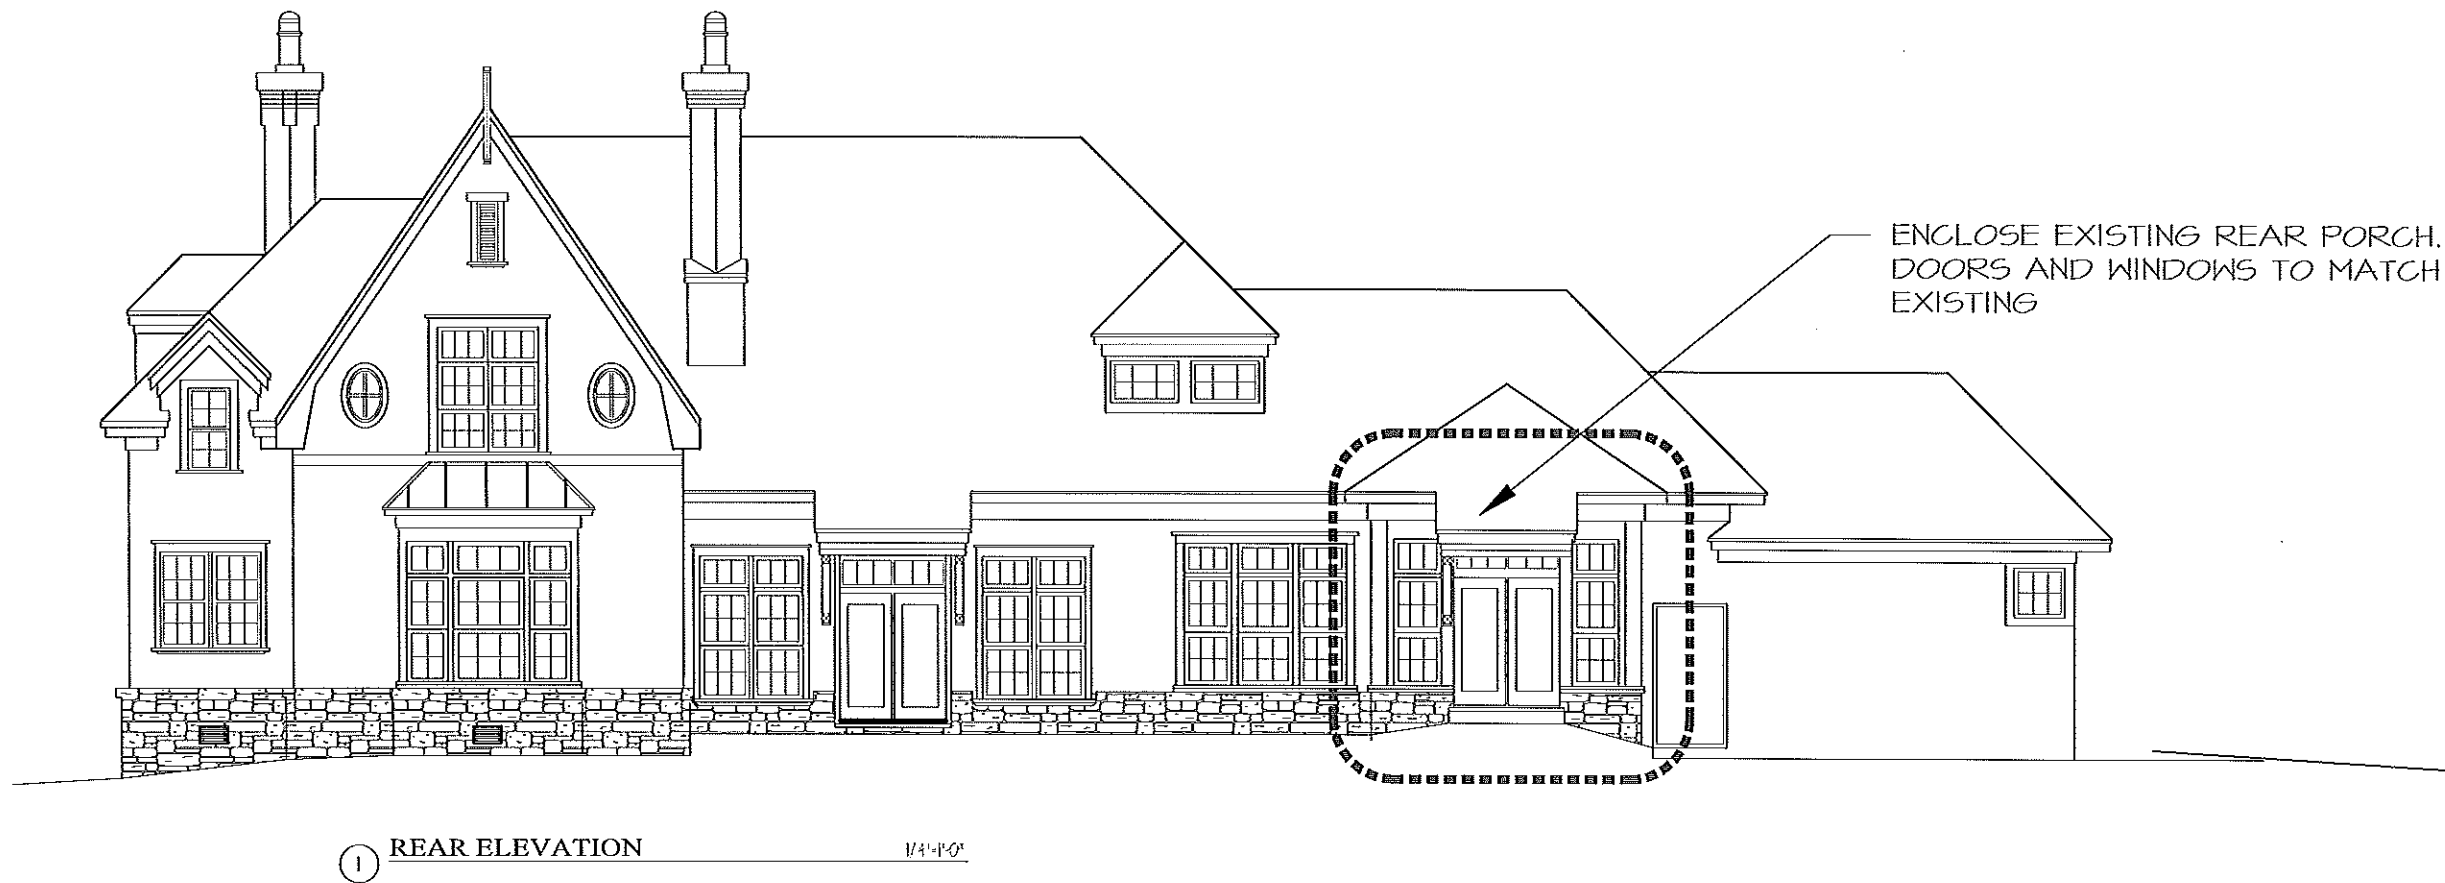 ENCLOSE EXISTING REAR PORCH.
DOORS AND WINDOWS TO MATCH
EXISTING
1 REAR ELEVATION